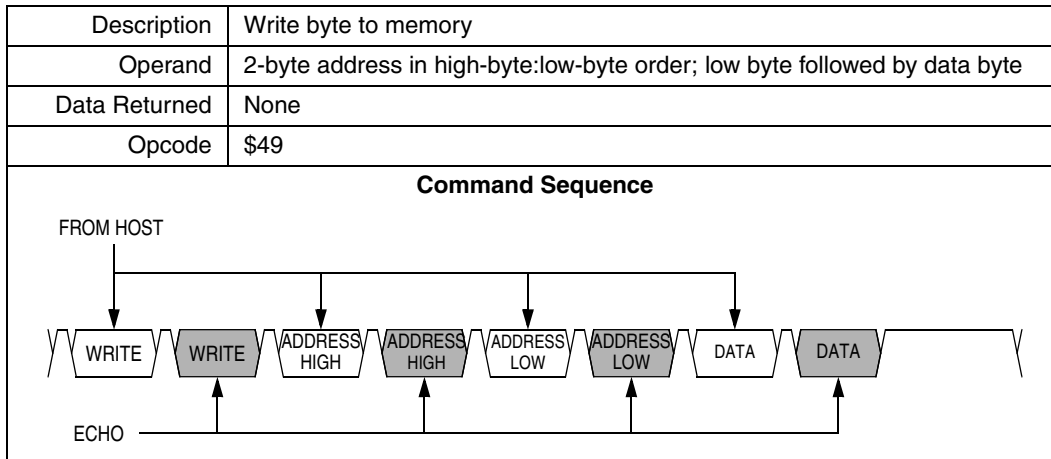 Description Write byte to memory
Operand 2-byte address in high-byte:low-byte order; low byte followed by data byte
Data Returned None
Opcode $49
Command Sequence
FROM HOST
WRITE WRITE ADDRESS HIGH ADDRESS HIGH ADDRESS LOW ADDRESS LOW DATA DATA
ECHO